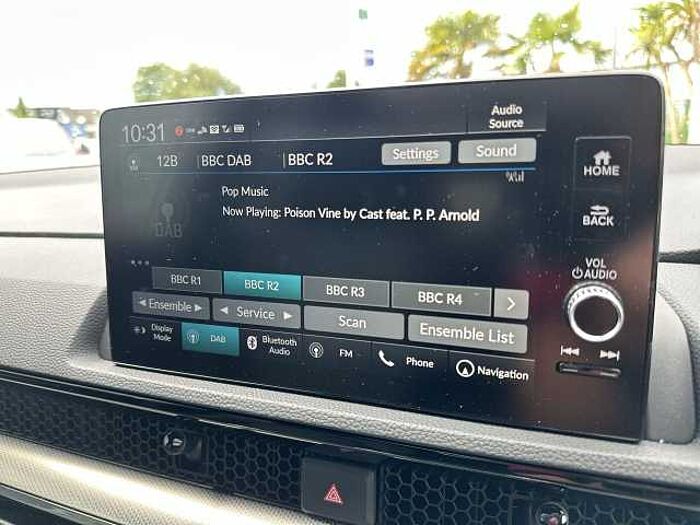 10:31
Audio
Source
12B BBC DAB BBC R2 Settings Sound
HOME
Pop Music
Now Playing: Poison Vine by Cast feat. P. P. Arnold
DAB
BACK
VOL
AUDIO
BBC R1 BBC R2 BBC R3 BBC R4
Ensemble Service Scan Ensemble List
Display
Mode
DAB
Bluetooth
Audio
FM
Phone
Navigation